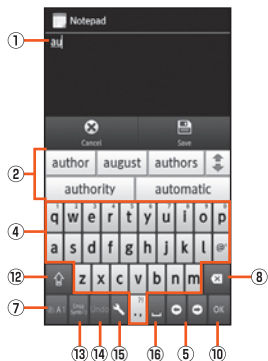 Notepad
① au
Cancel Save
② author august authors
authority automatic
④ q w e r t y u i o p
a s d f g h j k l @
⑫ z x c v b n m ⑧
⑦ Undo OK
⑬ ⑭ ⑮ ⑯ ⑤ ⑩